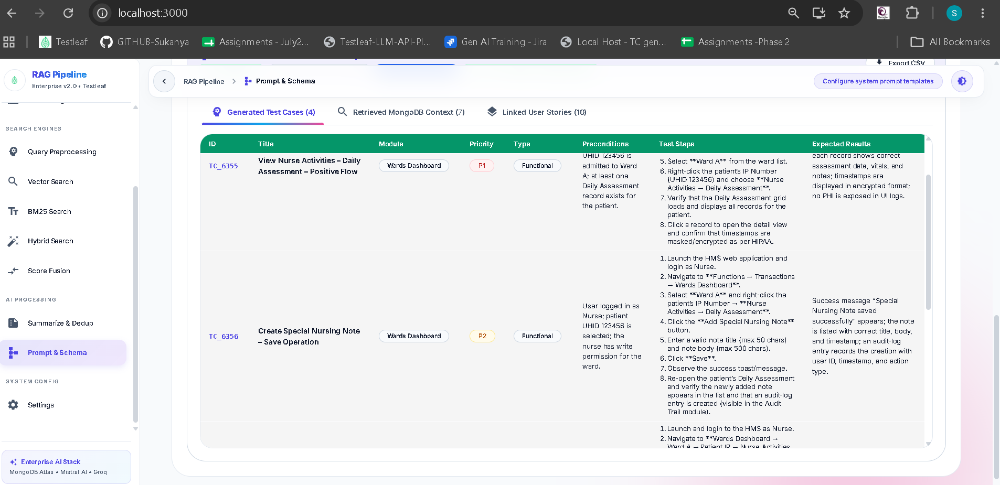 localhost:3000
S
Testleaf
GITHUB-Sukanya
Assignments - July2...
Testleaf-LLM-API-Pl...
Gen AI Training - Jira
Local Host - TC gen...
Assignments -Phase 2
All Bookmarks
RAG Pipeline
Enterprise v2.0 • Testleaf
SEARCH ENGINES
Query Preprocessing
Vector Search
BM25 Search
Hybrid Search
Score Fusion
AI PROCESSING
Summarize & Dedup
Prompt & Schema
SYSTEM CONFIG
Settings
Enterprise AI Stack
MongoDB Atlas • Mistral AI • Groq
Export CSV
RAG Pipeline > Prompt & Schema
Configure system prompt templates
Generated Test Cases (4)
Retrieved MongoDB Context (7)
Linked User Stories (10)
ID Title Module Priority Type Preconditions Test Steps Expected Results
TC_6355
View Nurse Activities – Daily
Assessment – Positive Flow
Wards Dashboard
P1
Functional
UHID 123456 is
admitted to Ward
A; at least one
Daily Assessment
record exists for
the patient.
5. Select **Ward A** from the ward list.
6. Right-click the patient's IP Number
(UHID 123456) and choose **Nurse
Activities → Daily Assessment**.
7. Verify that the Daily Assessment grid
loads and displays all records for the
patient.
8. Click a record to open the detail view
and confirm that timestamps are
masked/encrypted as per HIPAA.
each record shows correct
assessment date, vitals, and
notes; timestamps are
displayed in encrypted format;
no PHI is exposed in UI logs.
TC_6356
Create Special Nursing Note
– Save Operation
Wards Dashboard
P2
Functional
User logged in as
Nurse; patient
UHID 123456 is
selected; the
nurse has write
permission for the
ward.
1. Launch the HMS web application and
login as Nurse.
2. Navigate to **Functions → Transactions
→ Wards Dashboard**.
3. Select **Ward A** and right-click the
patient's IP Number → **Nurse
Activities → Daily Assessment**.
4. Click the **Add Special Nursing Note**
button.
5. Enter a valid note title (max 50 chars)
and note body (max 500 chars).
6. Click **Save**.
7. Observe the success toast/message.
8. Re-open the patient's Daily Assessment
and verify the newly added note
appears in the list and that an audit-log
entry is created (visible in the Audit
Trail module).
Success message “Special
Nursing Note saved
successfully” appears; the note
is listed with correct title, body,
and timestamp; an audit-log
entry records the creation with
user ID, timestamp, and action
type.
1. Launch and login to the HMS as Nurse.
2. Navigate to **Wards Dashboard →
Ward A → Patient IP → Nurse Activities